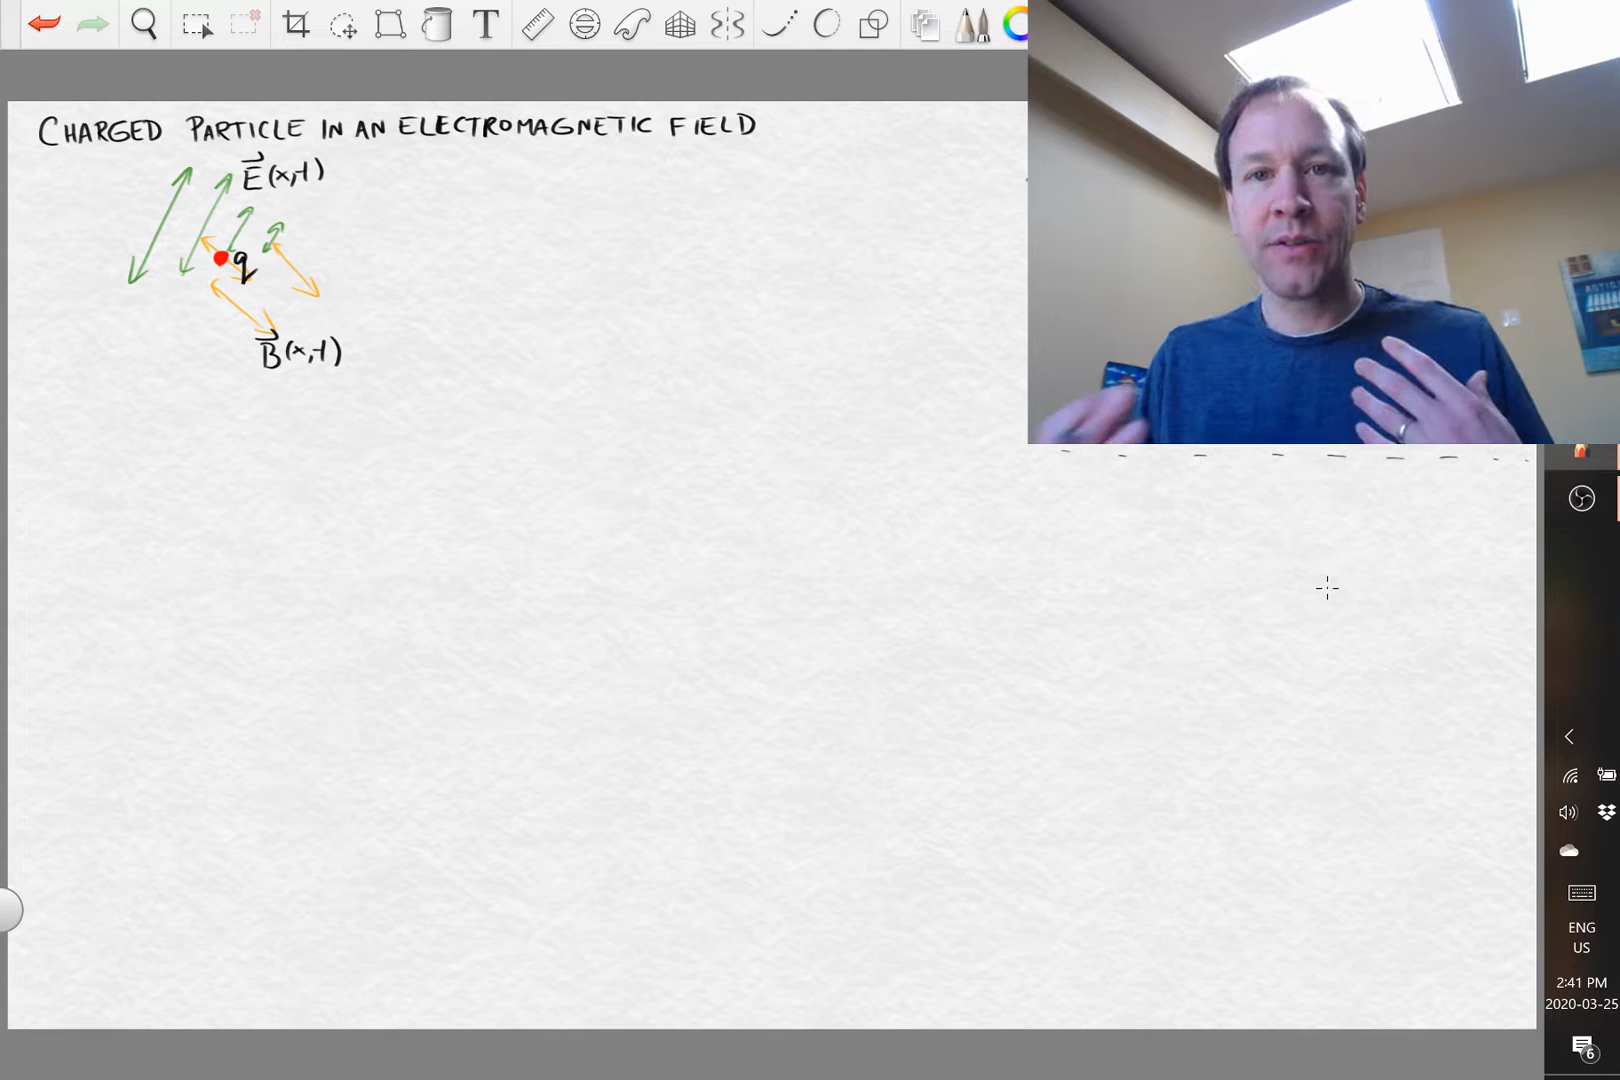 T
CHARGED PARTICLE IN AN ELECTROMAGNETIC FIELD
E(x,t)
q
B(x,t)
ENG
US
2:41 PM
2020-03-25
6